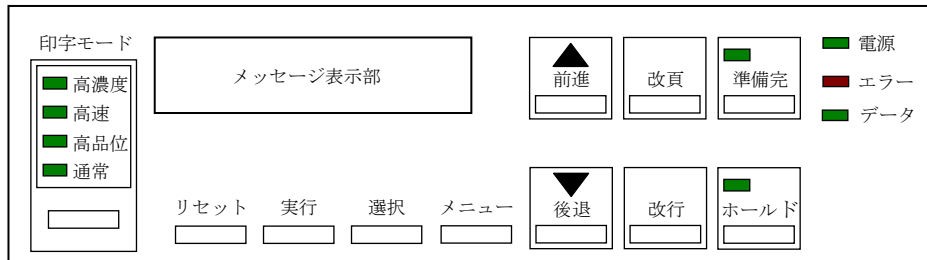 印字モード
高濃度
高速
高品位
通常
メッセージ表示部
リセット
実行
選択
メニュー
前進
改頁
準備完
後退
改行
ホールド
電源
エラー
データ